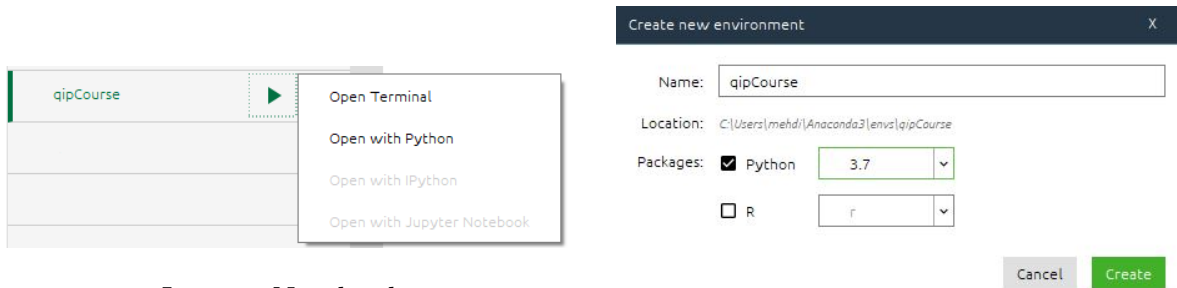 qipCourse
Open Terminal
Open with Python
Open with IPython
Open with Jupyter Notebook
Create new environment X
Name: qipCourse
Location: C:\Users\mehdi\Anaconda3\envs\qipCourse
Packages: Python 3.7
R r
Cancel Create